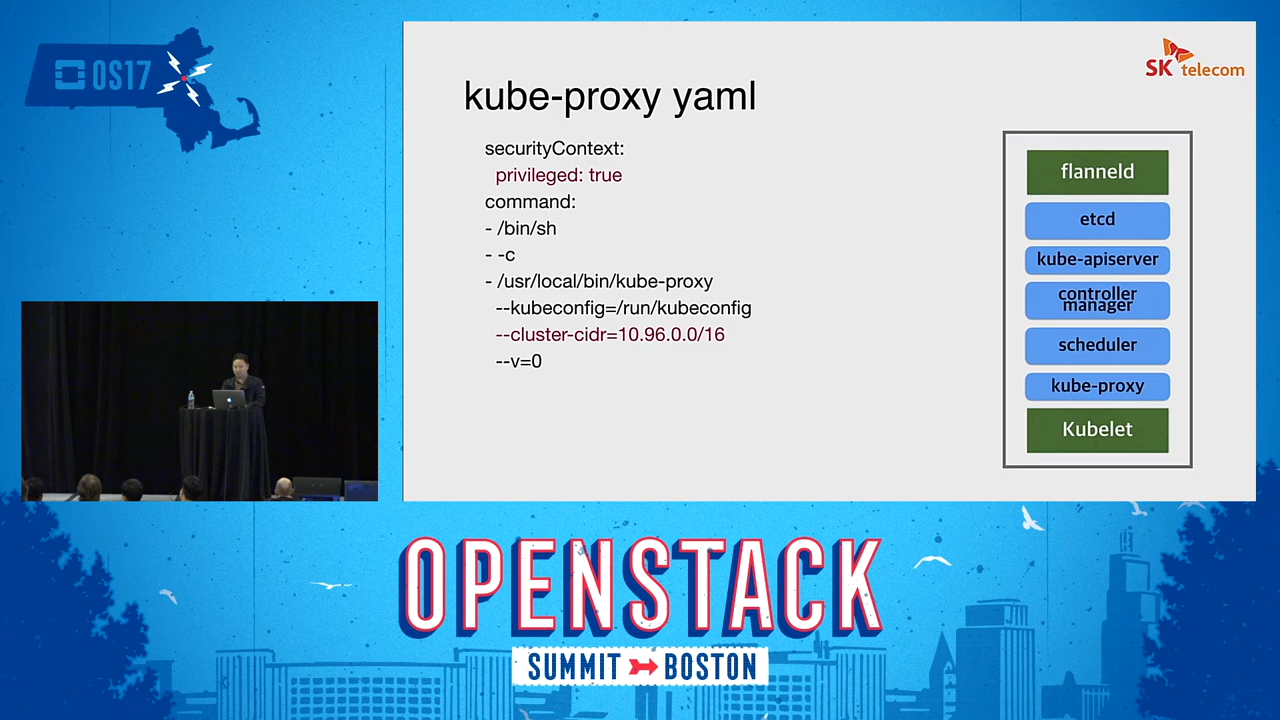 OS17
SK telecom
kube-proxy yaml
securityContext:
privileged: true
command:
- /bin/sh
- -c
- /usr/local/bin/kube-proxy
--kubeconfig=/run/kubeconfig
--cluster-cidr=10.96.0.0/16
--v=0
flanneld
etcd
kube-apiserver
controller
manager
scheduler
kube-proxy
Kubelet
OPENSTACK
SUMMIT BOSTON